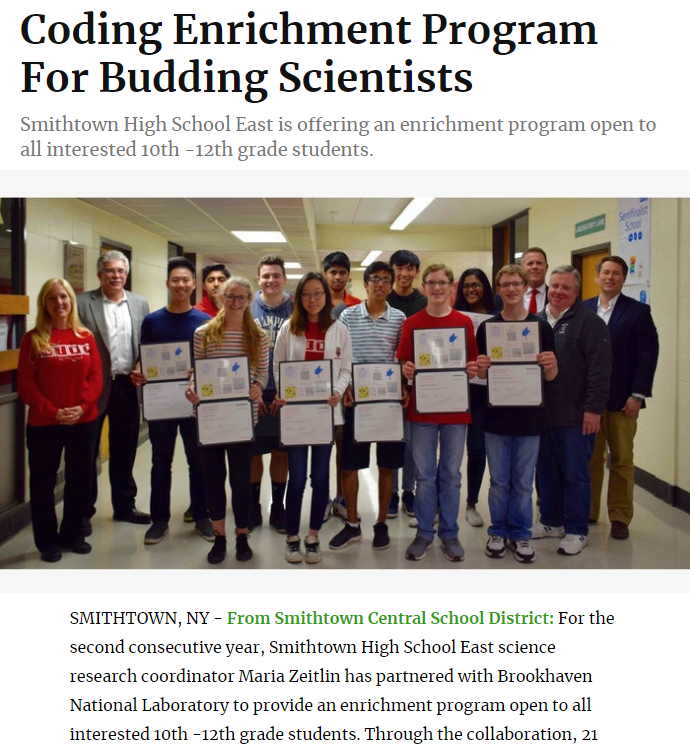 Coding Enrichment Program
For Budding Scientists
Smithtown High School East is offering an enrichment program open to
all interested 10th -12th grade students.
LABORATORY LANE
Semifinalist
School
SMITHTOWN, NY - From Smithtown Central School District: For the
second consecutive year, Smithtown High School East science
research coordinator Maria Zeitlin has partnered with Brookhaven
National Laboratory to provide an enrichment program open to all
interested 10th -12th grade students. Through the collaboration, 21